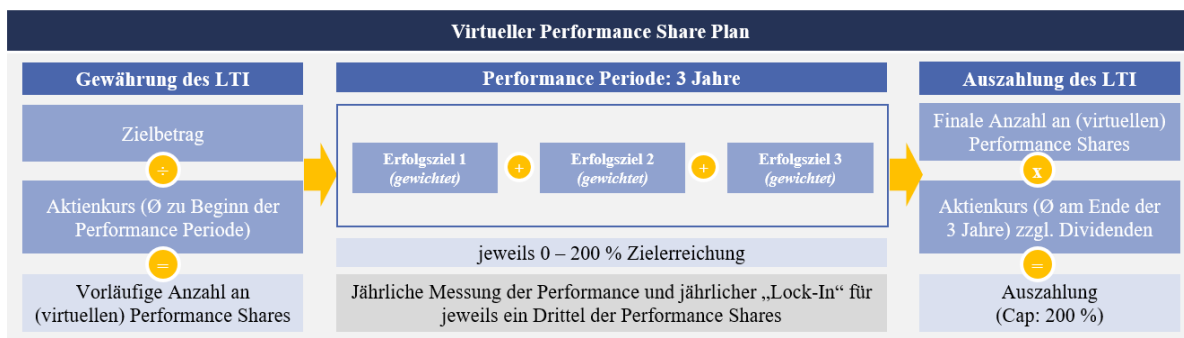 Virtueller Performance Share Plan
Gewährung des LTI
Zielbetrag
÷
Aktienkurs (Ø zu Beginn der
Performance Periode)
=
Vorläufige Anzahl an
(virtuellen) Performance Shares
Performance Periode: 3 Jahre
Erfolgsziel 1
(gewichtet)
+
Erfolgsziel 2
(gewichtet)
+
Erfolgsziel 3
(gewichtet)
jeweils 0 – 200 % Zielerreichung
Jährliche Messung der Performance und jährlicher „Lock-In“ für
jeweils ein Drittel der Performance Shares
Auszahlung des LTI
Finale Anzahl an (virtuellen)
Performance Shares
x
Aktienkurs (Ø am Ende der
3 Jahre) zzgl. Dividenden
=
Auszahlung
(Cap: 200 %)